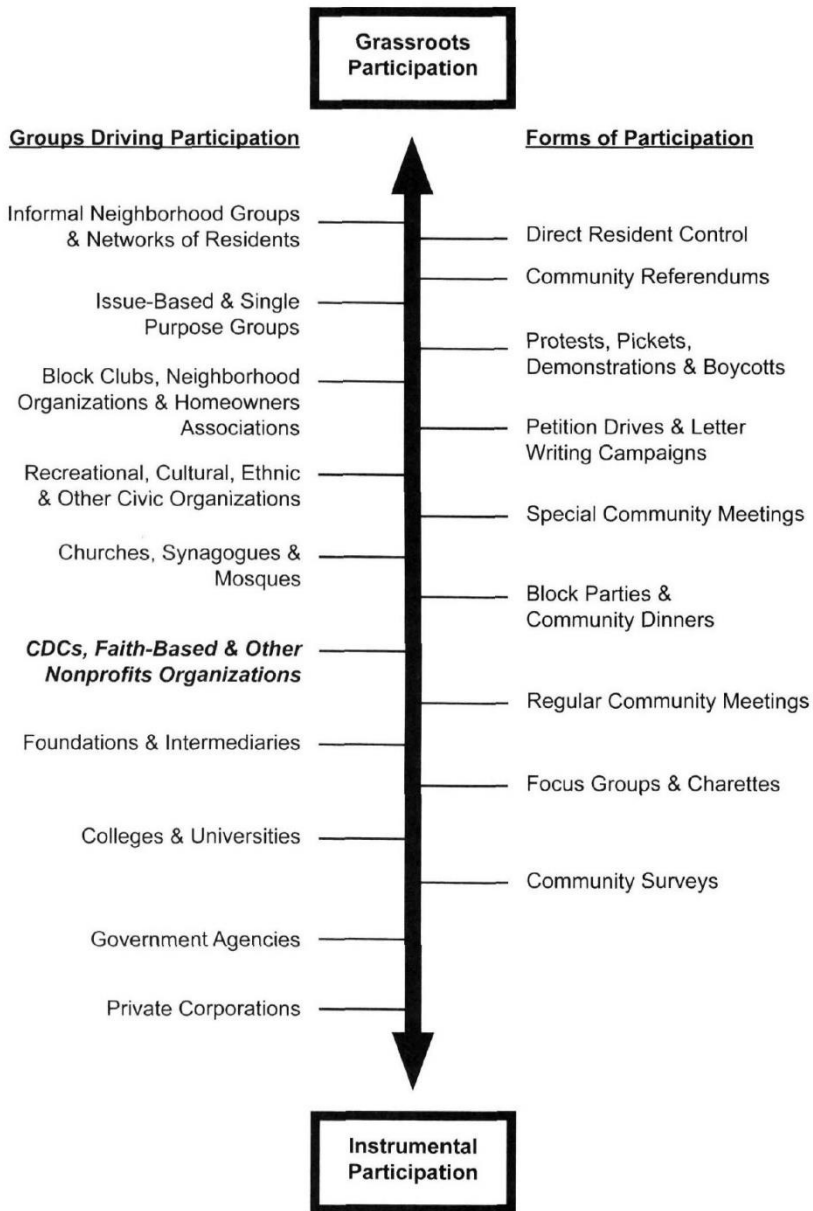 Grassroots
Participation
Groups Driving Participation
Informal Neighborhood Groups
& Networks of Residents
Issue-Based & Single
Purpose Groups
Block Clubs, Neighborhood
Organizations & Homeowners
Associations
Recreational, Cultural, Ethnic
& Other Civic Organizations
Churches, Synagogues &
Mosques
CDCs, Faith-Based & Other
Nonprofits Organizations
Foundations & Intermediaries
Colleges & Universities
Government Agencies
Private Corporations
Forms of Participation
Direct Resident Control
Community Referendums
Protests, Pickets,
Demonstrations & Boycotts
Petition Drives & Letter
Writing Campaigns
Special Community Meetings
Block Parties &
Community Dinners
Regular Community Meetings
Focus Groups & Charettes
Community Surveys
Instrumental
Participation